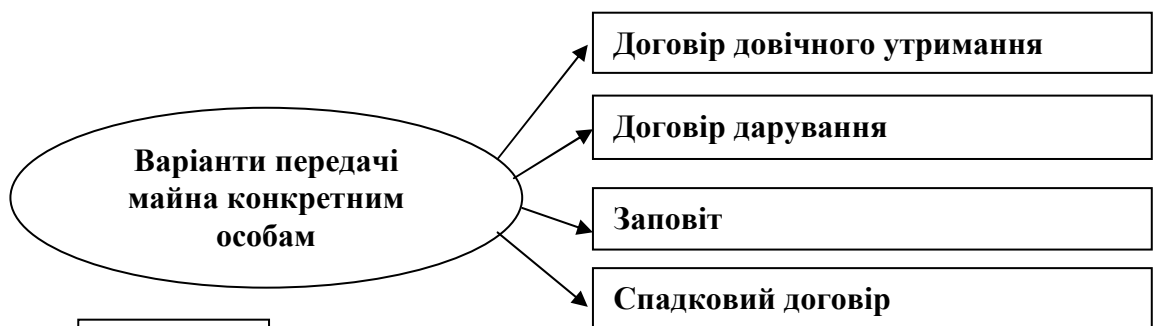 Варіанти передачі
майна конкретним
особам
Договір довічного утримання
Договір дарування
Заповіт
Спадковий договір